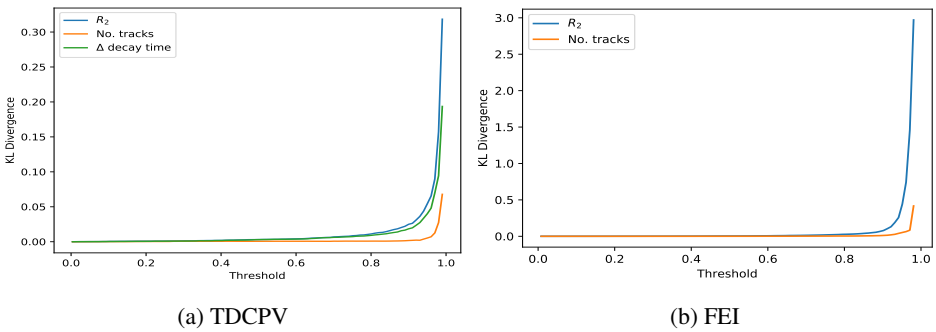 R₂
No. tracks
Δ decay time
KL Divergence
0.30
0.25
0.20
0.15
0.10
0.05
0.00
0.0 0.2 0.4 0.6 0.8 1.0
Threshold
(a) TDCPV
R₂
No. tracks
KL Divergence
3.0
2.5
2.0
1.5
1.0
0.5
0.0
0.0 0.2 0.4 0.6 0.8 1.0
Threshold
(b) FEI